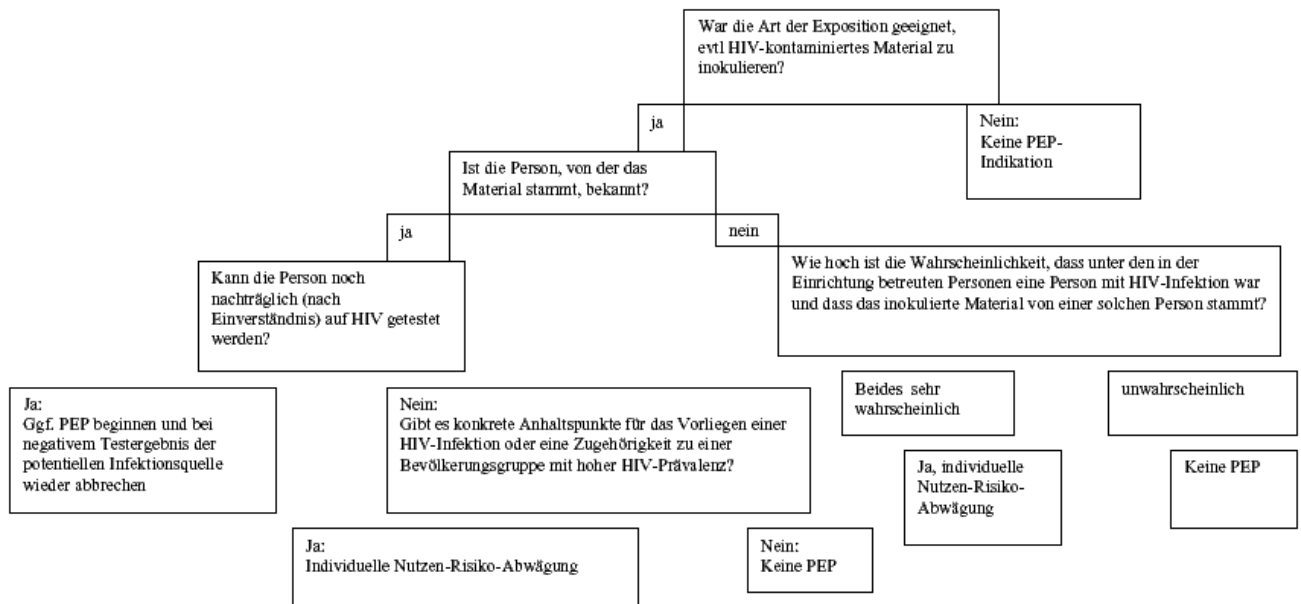 War die Art der Exposition geeignet,
evtl HIV-kontaminiertes Material zu
inokulieren?
ja
Nein:
Keine PEP-
Indikation
Ist die Person, von der das
Material stammt, bekannt?
ja
nein
Kann die Person noch
nachträglich (nach
Einverständnis) auf HIV getestet
werden?
Wie hoch ist die Wahrscheinlichkeit, dass unter den in der
Einrichtung betreuten Personen eine Person mit HIV-Infektion war
und dass das inokulierte Material von einer solchen Person stammt?
Ja:
Ggf. PEP beginnen und bei
negativem Testergebnis der
potentiellen Infektionsquelle
wieder abbrechen
Nein:
Gibt es konkrete Anhaltspunkte für das Vorliegen einer
HIV-Infektion oder eine Zugehörigkeit zu einer
Bevölkerungsgruppe mit hoher HIV-Prävalenz?
Beides sehr
wahrscheinlich
unwahrscheinlich
Ja, individuelle
Nutzen-Risiko-
Abwägung
Keine PEP
Ja:
Individuelle Nutzen-Risiko-Abwägung
Nein:
Keine PEP